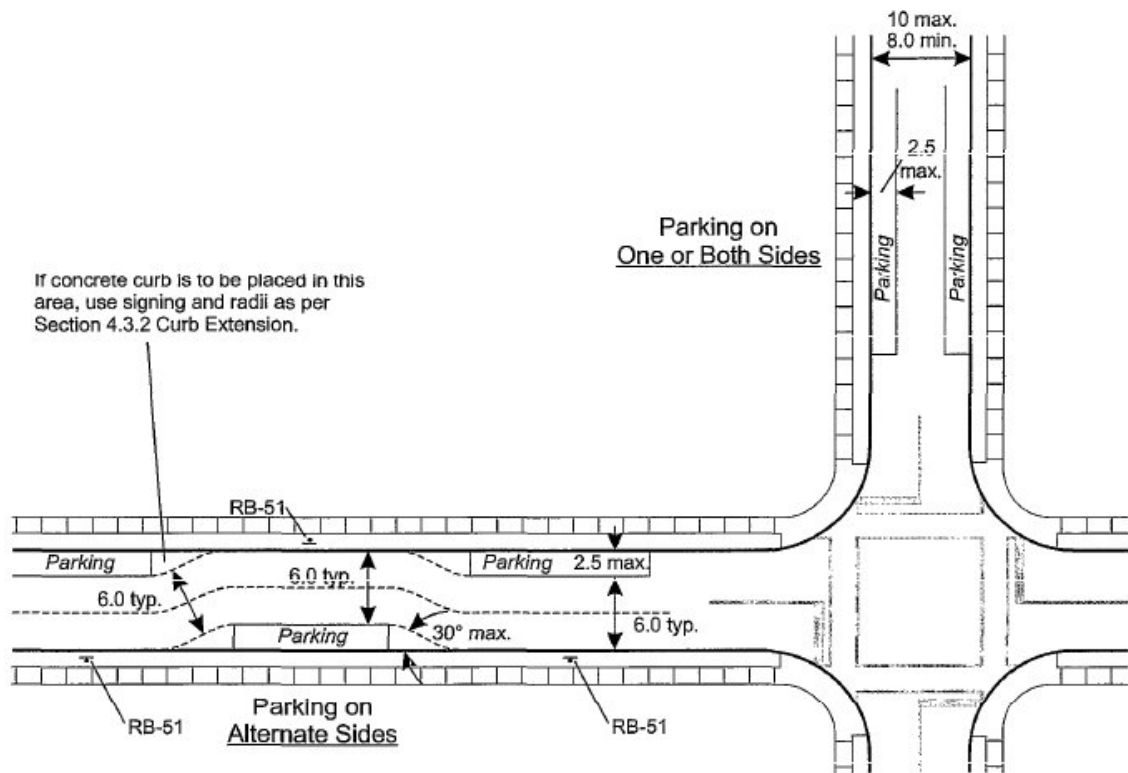 10 max.
8.0 min.
2.5
max.
Parking on
One or Both Sides
Parking
Parking
If concrete curb is to be placed in this
area, use signing and radii as per
Section 4.3.2 Curb Extension.
RB-51
Parking
6.0 typ.
Parking
2.5 max.
6.0 typ.
Parking
30° max.
6.0 typ.
RB-51
Parking on
Alternate Sides
RB-51